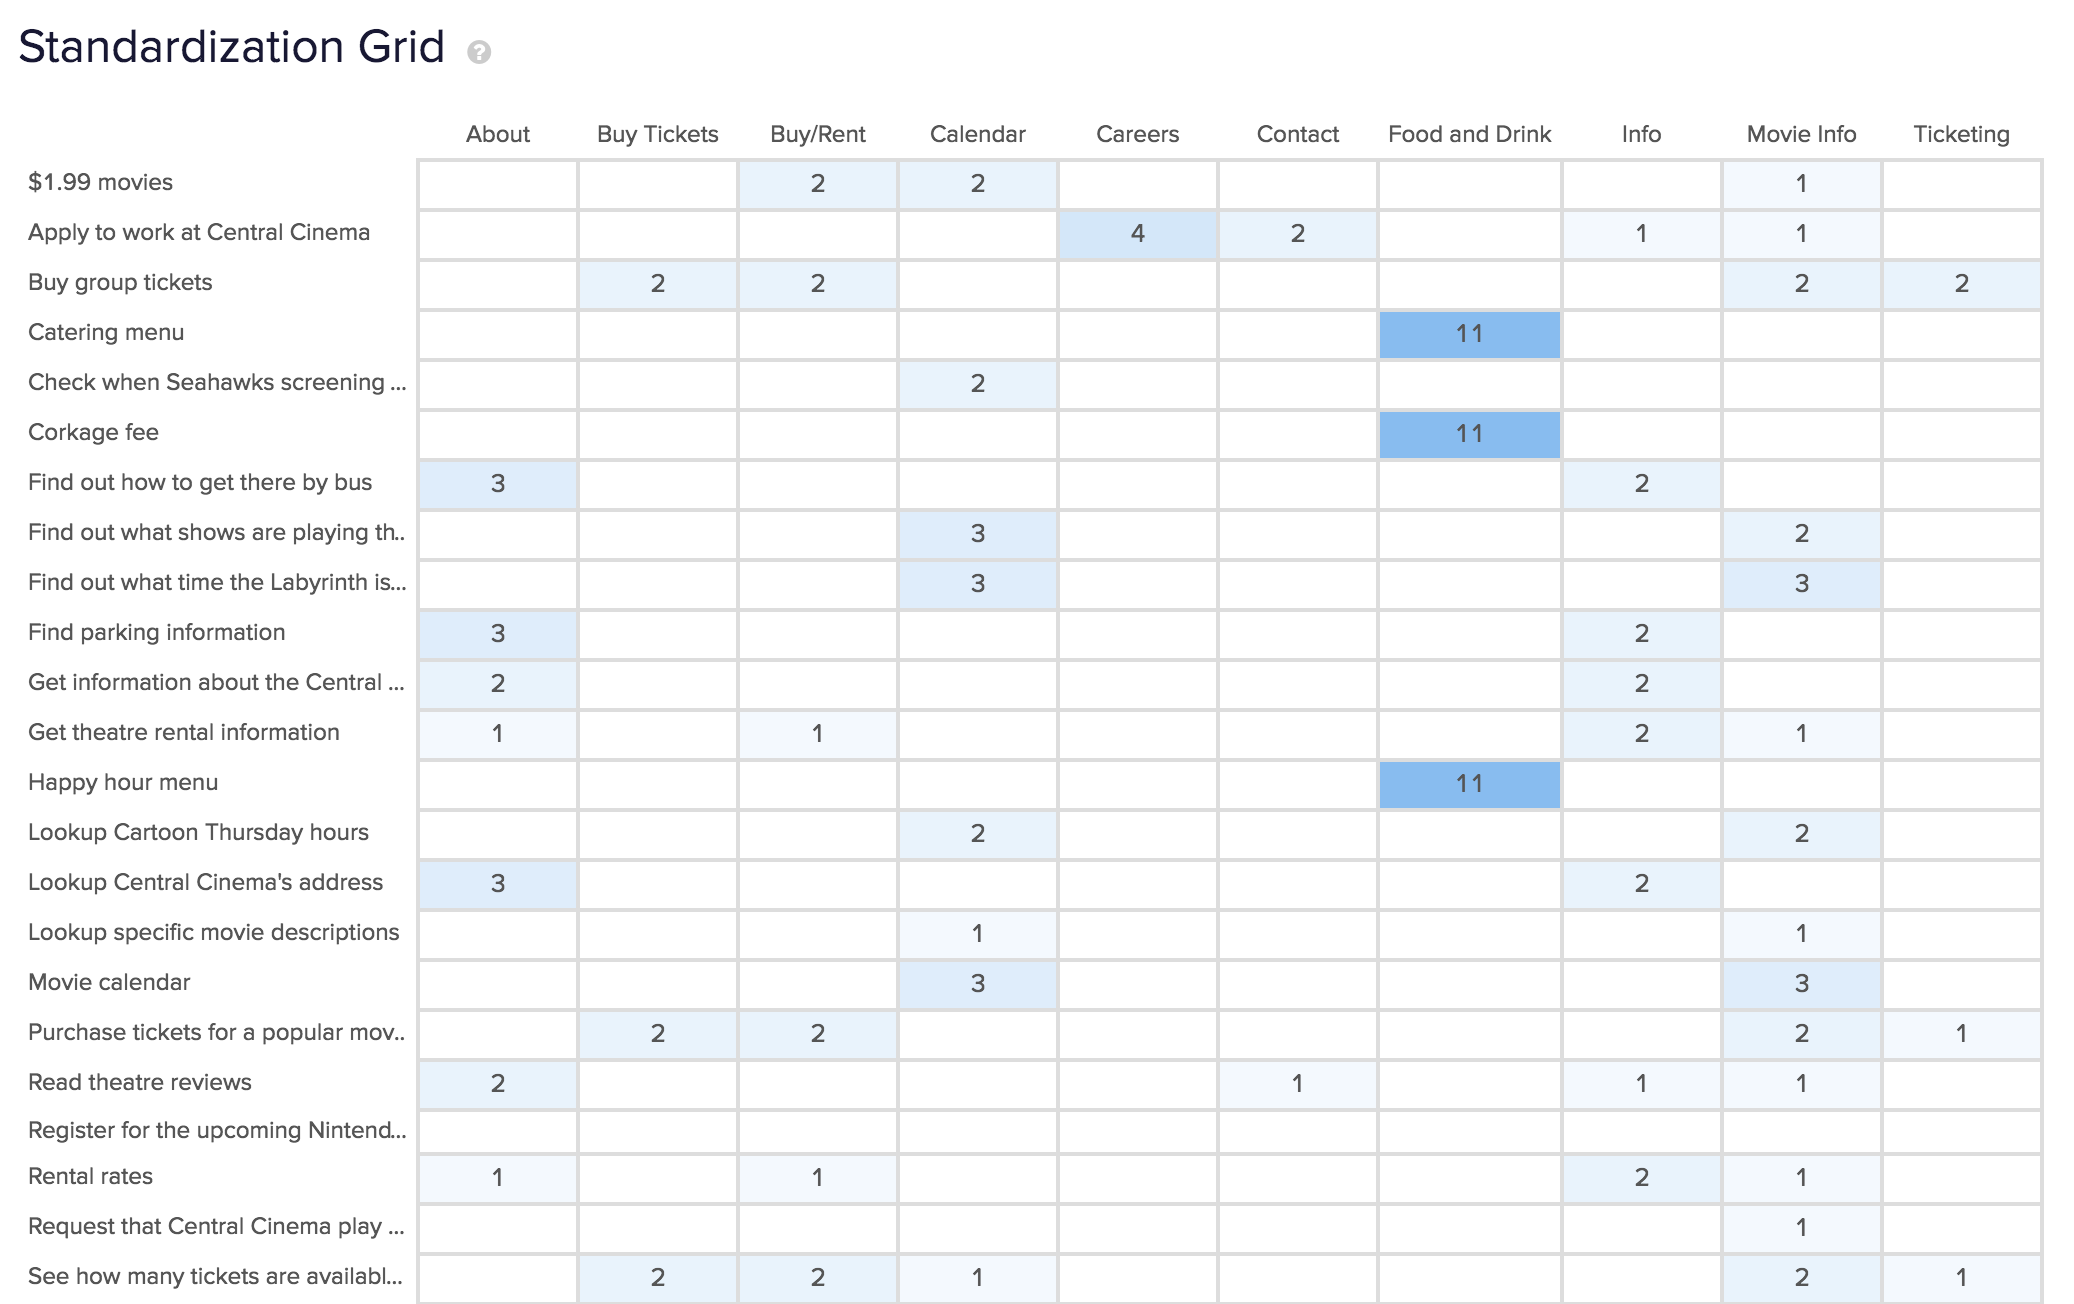 Standardization Grid ?
About Buy Tickets Buy/Rent Calendar Careers Contact Food and Drink Info Movie Info Ticketing
$1.99 movies 2 2 1
Apply to work at Central Cinema 4 2 1 1
Buy group tickets 2 2 2 2
Catering menu 11
Check when Seahawks screening ... 2
Corkage fee 11
Find out how to get there by bus 3 2
Find out what shows are playing th.. 3 2
Find out what time the Labyrinth is... 3 3
Find parking information 3 2
Get information about the Central ... 2 2
Get theatre rental information 1 1 2 1
Happy hour menu 11
Lookup Cartoon Thursday hours 2 2
Lookup Central Cinema's address 3 2
Lookup specific movie descriptions 1 1
Movie calendar 3 3
Purchase tickets for a popular mov.. 2 2 2 1
Read theatre reviews 2 1 1 1
Register for the upcoming Nintend...
Rental rates 1 1 2 1
Request that Central Cinema play ... 1
See how many tickets are availabl... 2 2 1 2 1